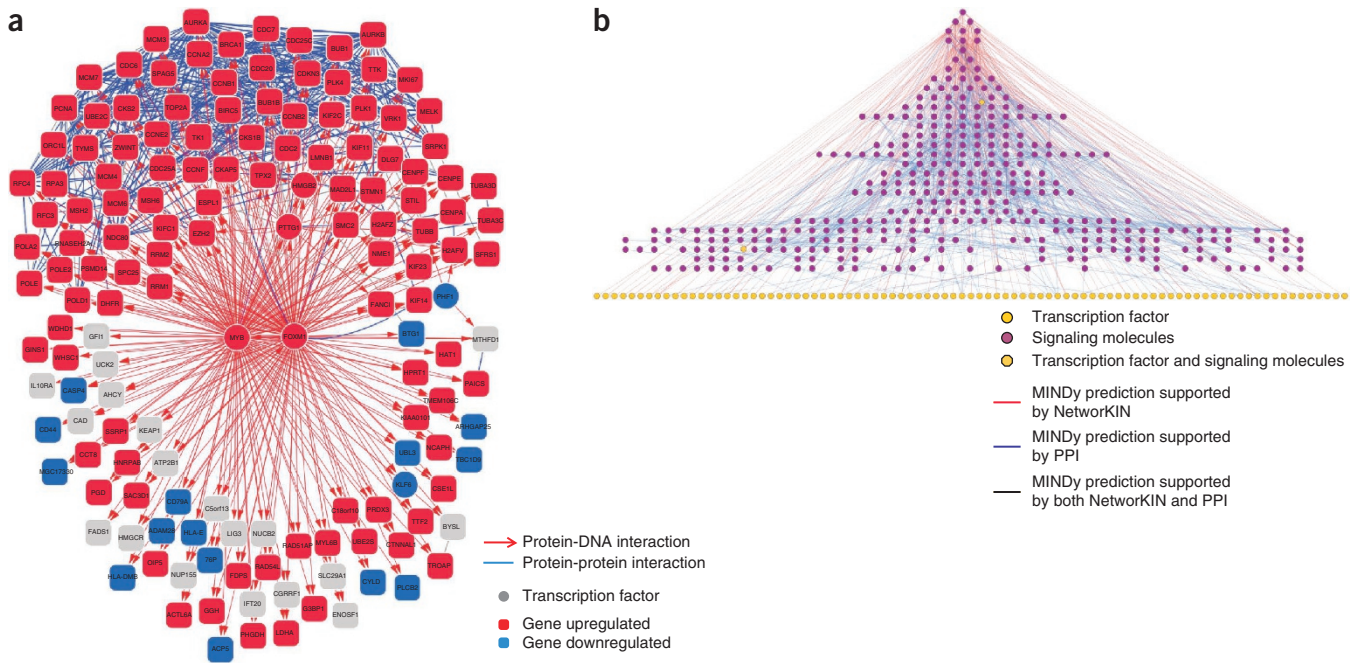 a
AURKA
CDC7
MCM3
BRCA1
CDC25C
AURKB
CCNA2
BUB1
CDC6
SPAG5
CDC20
CDKN3
TTK
MCM7
CCNB1
PLK4
MKI67
PCNA
UBE2C
CKS2
TOP2A
BIRC5
BUB1B
CCNB2
KIF2C
PLK1
VRK1
MELK
ORC1L
TYMS
ZWINT
CCNE2
TK1
CKS1B
CDC2
LMNB1
KIF11
DLG7
SRPK1
RFC4
RFA3
MCM4
CDC25A
CCNF
CKAP5
TPX2
HMGB2
MAD2L1
STMN1
CENPF
CENPE
TUBA3D
RFC3
MSH2
MCM6
MSH6
ESPL1
STIL
CENPA
TUBA3C
POLA2
RNASEH2A
NDC80
KIFC1
EZH2
PTTG1
SMC2
H2AFZ
TUBB
POLE2
PSMD14
SPC25
RRM2
NME1
H2AFV
SFRS1
POLE
POLD1
DHFR
RRM1
KIF23
FANCI
KIF14
PHF1
WDHD1
GFI1
MYB
FOXM1
BTG1
MTHFD1
GINS1
WHSC1
UCK2
HAT1
IL10RA
CASP4
AHCY
HPRT1
PAICS
CD44
CAD
TMEM106C
SSRP1
KEAP1
KIAA0101
ARHGAP25
MGC17330
CCT6
HNRPAB
ATP2B1
UBL3
NCAPH
TBC1D9
PGD
SAC3D1
CD79A
C5orf13
KLF6
CSE1L
FADS1
HMGCR
ADAM28
HLA-E
LIG3
NUCB2
C18orf10
PRDX3
TTF2
BYSL
HLA-DMB
OIP5
NUP155
FDPS
RAD54L
RAD51AP
MYL6B
UBE2S
CTNNAL1
TROAP
ACTL6A
GGH
IFT20
CGRRF1
SLC29A1
CYLD
PLCB2
PHGDH
LDHA
G3BP1
ENOSF1
Protein-DNA interaction
Protein-protein interaction
Transcription factor
Gene upregulated
Gene downregulated
b
Transcription factor
Signaling molecules
Transcription factor and signaling molecules
MINDy prediction supported
by NetworKIN
MINDy prediction supported
by PPI
MINDy prediction supported
by both NetworKIN and PPI